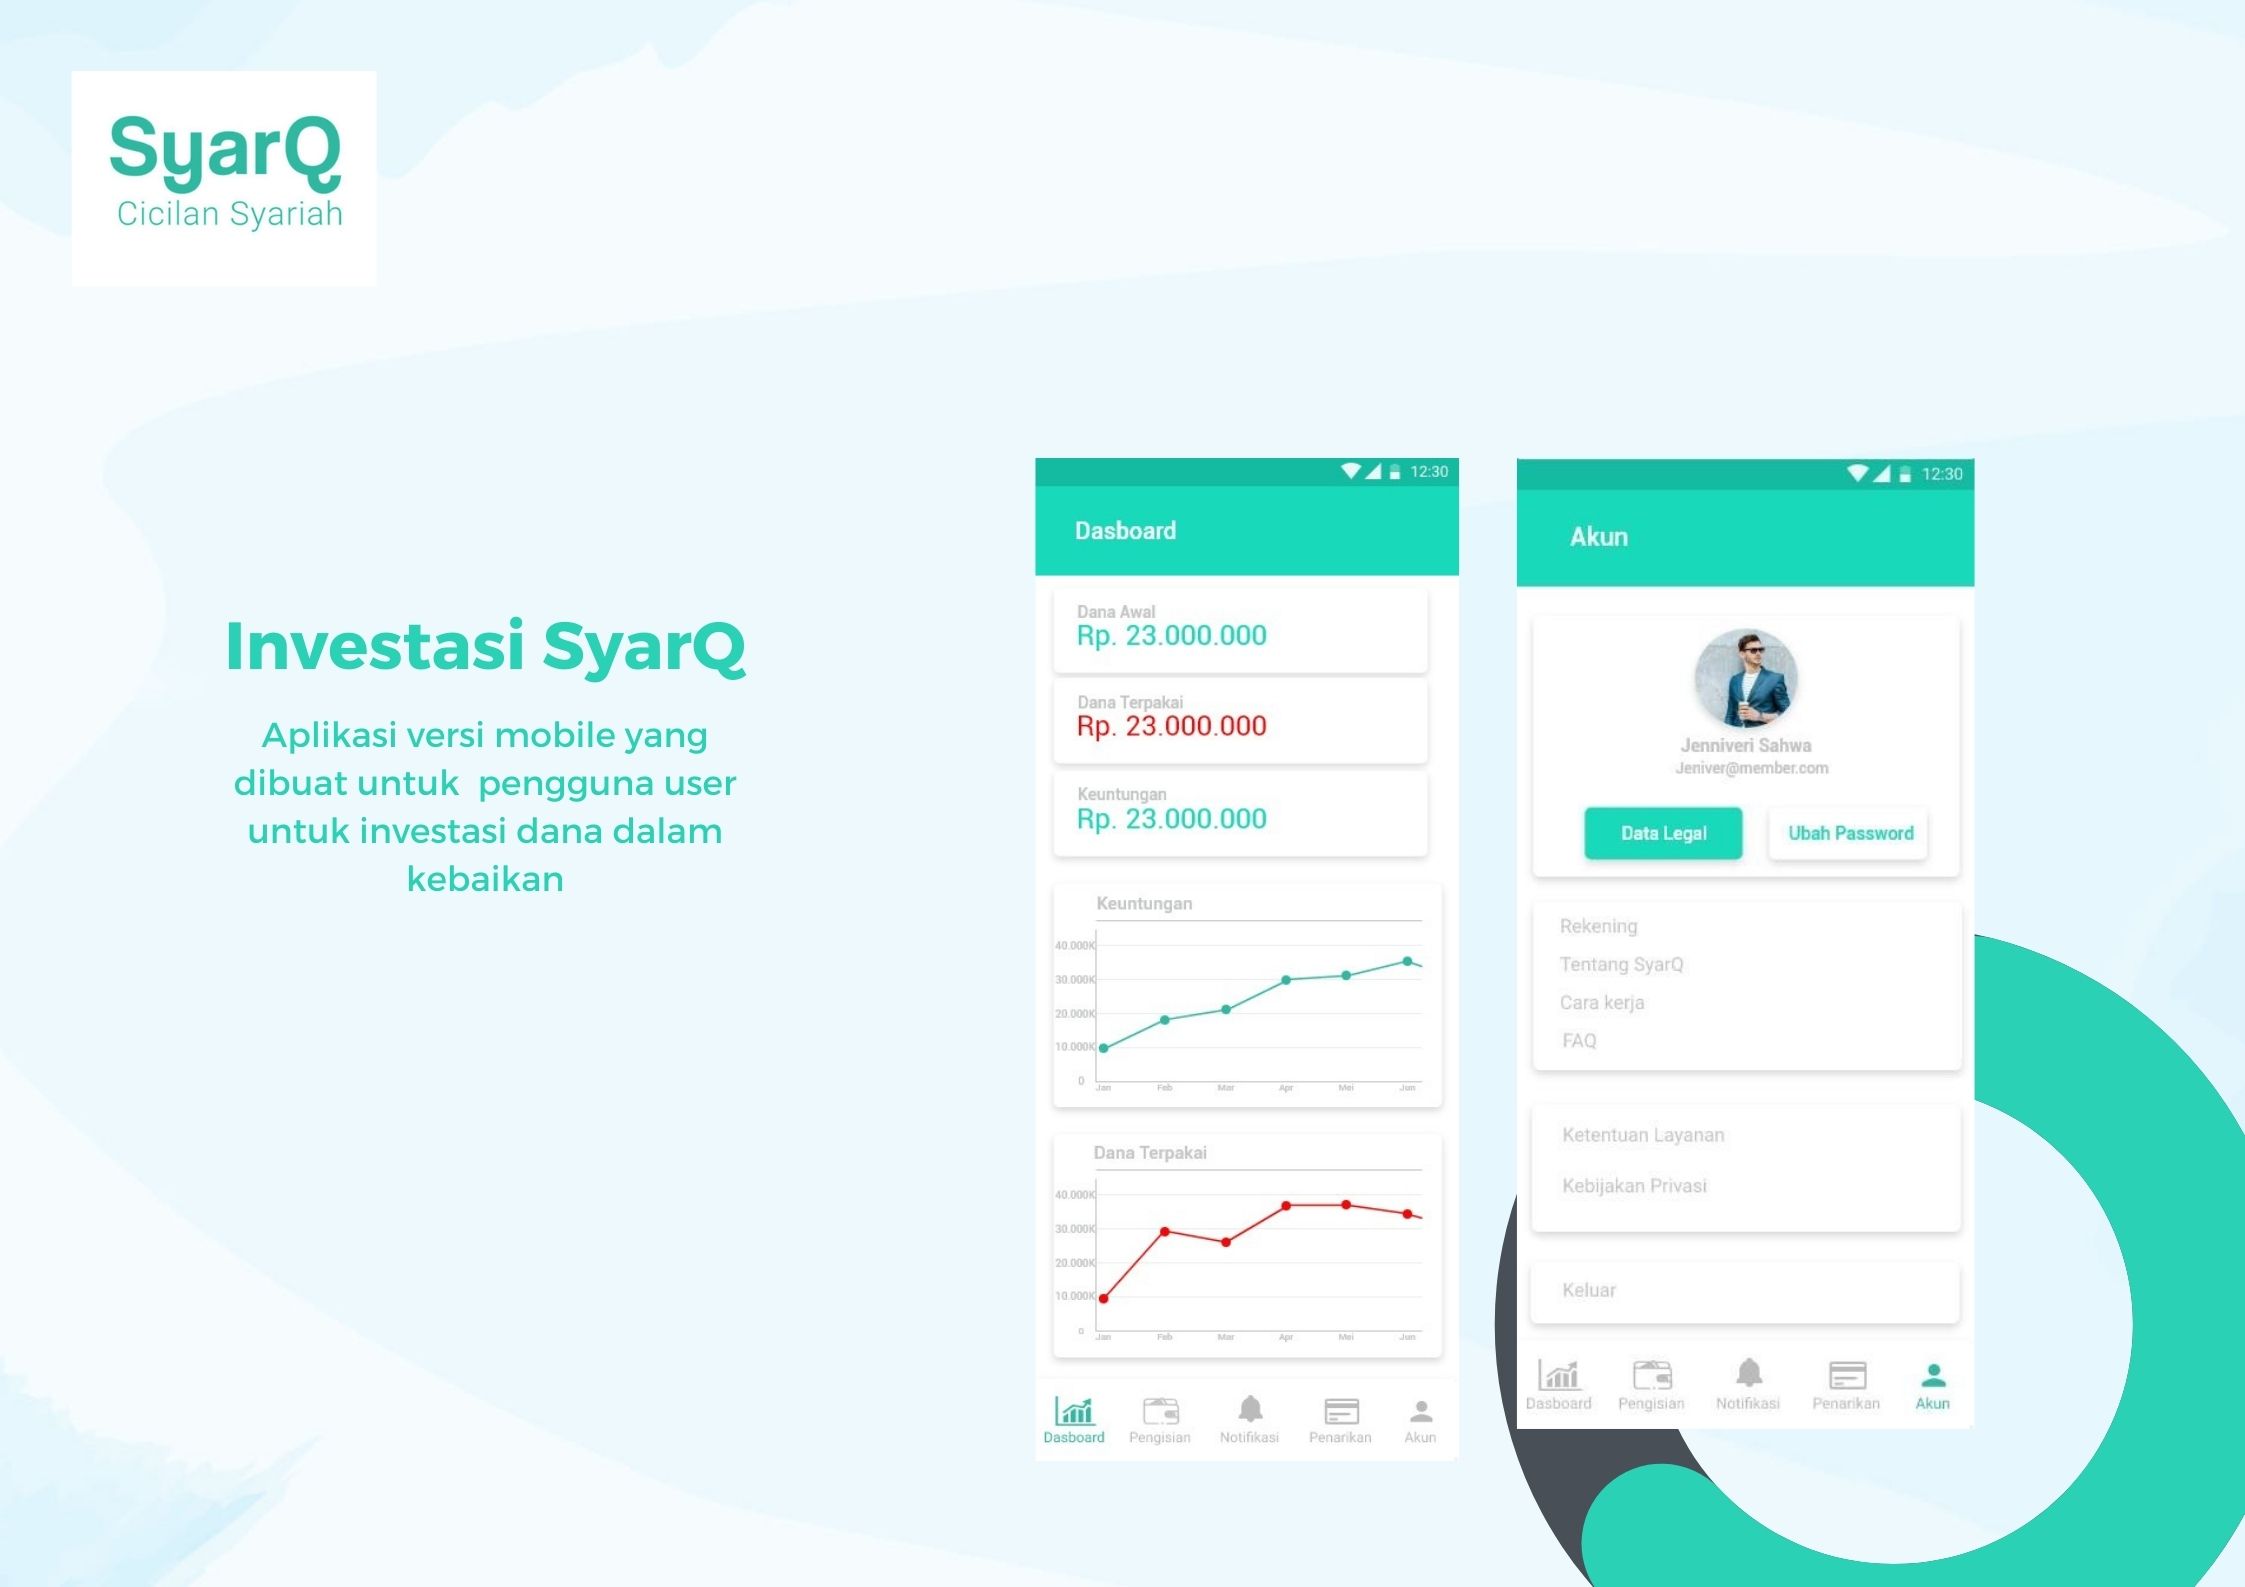 SyarQ
Cicilan Syariah
Investasi SyarQ
Aplikasi versi mobile yang
dibuat untuk pengguna user
untuk investasi dana dalam
kebaikan
12:30
Dasboard
Dana Awal
Rp. 23.000.000
Dana Terpakai
Rp. 23.000.000
Keuntungan
Rp. 23.000.000
Keuntungan
40.000K
30.000K
20.000K
10.000K
0
Jan Feb Mar Apr Mei Jun
Dana Terpakai
40.000K
30.000K
20.000K
10.000K
0
Jan Feb Mar Apr Mei Jun
Dasboard Pengisian Notifikasi Penarikan Akun
12:30
Akun
Jenniveri Sahwa
Jeniver@member.com
Data Legal Ubah Password
Rekening
Tentang SyarQ
Cara kerja
FAQ
Ketentuan Layanan
Kebijakan Privasi
Keluar
Dasboard Pengisian Notifikasi Penarikan Akun